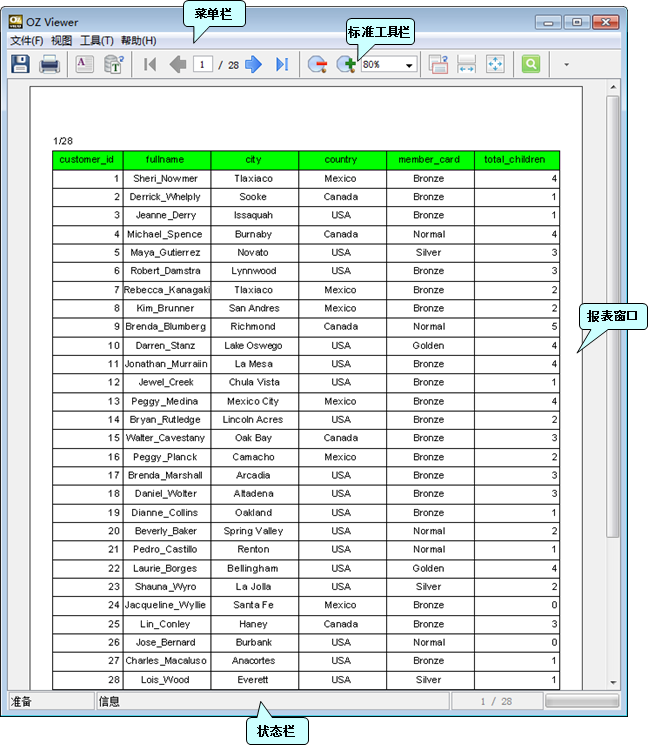 菜单栏
OZ Viewer
标准工具栏
文件(F) 视图 工具(T) 帮助(H)
1 / 28 80%
1/28
customer_id fullname city country member_card total_children
1 Sheri_Nowmer Tlaxiaco Mexico Bronze 4
2 Derrick_Whelply Sooke Canada Bronze 1
3 Jeanne_Derry Issaquah USA Bronze 1
4 Michael_Spence Burnaby Canada Normal 4
5 Maya_Gutierrez Novato USA Silver 3
6 Robert_Damstra Lynnwood USA Bronze 3
7 Rebecca_Kanagaki Tlaxiaco Mexico Bronze 2
8 Kim_Brunner San Andres Mexico Bronze 2
9 Brenda_Blumberg Richmond Canada Normal 5
报表窗口
10 Darren_Stanz Lake Oswego USA Golden 4
11 Jonathan_Murraiin La Mesa USA Bronze 4
12 Jewel_Creek Chula Vista USA Bronze 1
13 Peggy_Medina Mexico City Mexico Bronze 4
14 Bryan_Rutledge Lincoln Acres USA Bronze 2
15 Walter_Cavestany Oak Bay Canada Bronze 3
16 Peggy_Planck Camacho Mexico Bronze 2
17 Brenda_Marshall Arcadia USA Bronze 3
18 Daniel_Wolter Altadena USA Bronze 3
19 Dianne_Collins Oakland USA Bronze 1
20 Beverly_Baker Spring Valley USA Normal 2
21 Pedro_Castillo Renton USA Normal 1
22 Laurie_Borges Bellingham USA Golden 4
23 Shauna_Wyro La Jolla USA Silver 2
24 Jacqueline_Wyllie Santa Fe Mexico Bronze 0
25 Lin_Conley Haney Canada Bronze 3
26 Jose_Bernard Burbank USA Normal 0
27 Charles_Macaluso Anacortes USA Bronze 1
28 Lois_Wood Everett USA Silver 1
准备 信息 1 / 28
状态栏